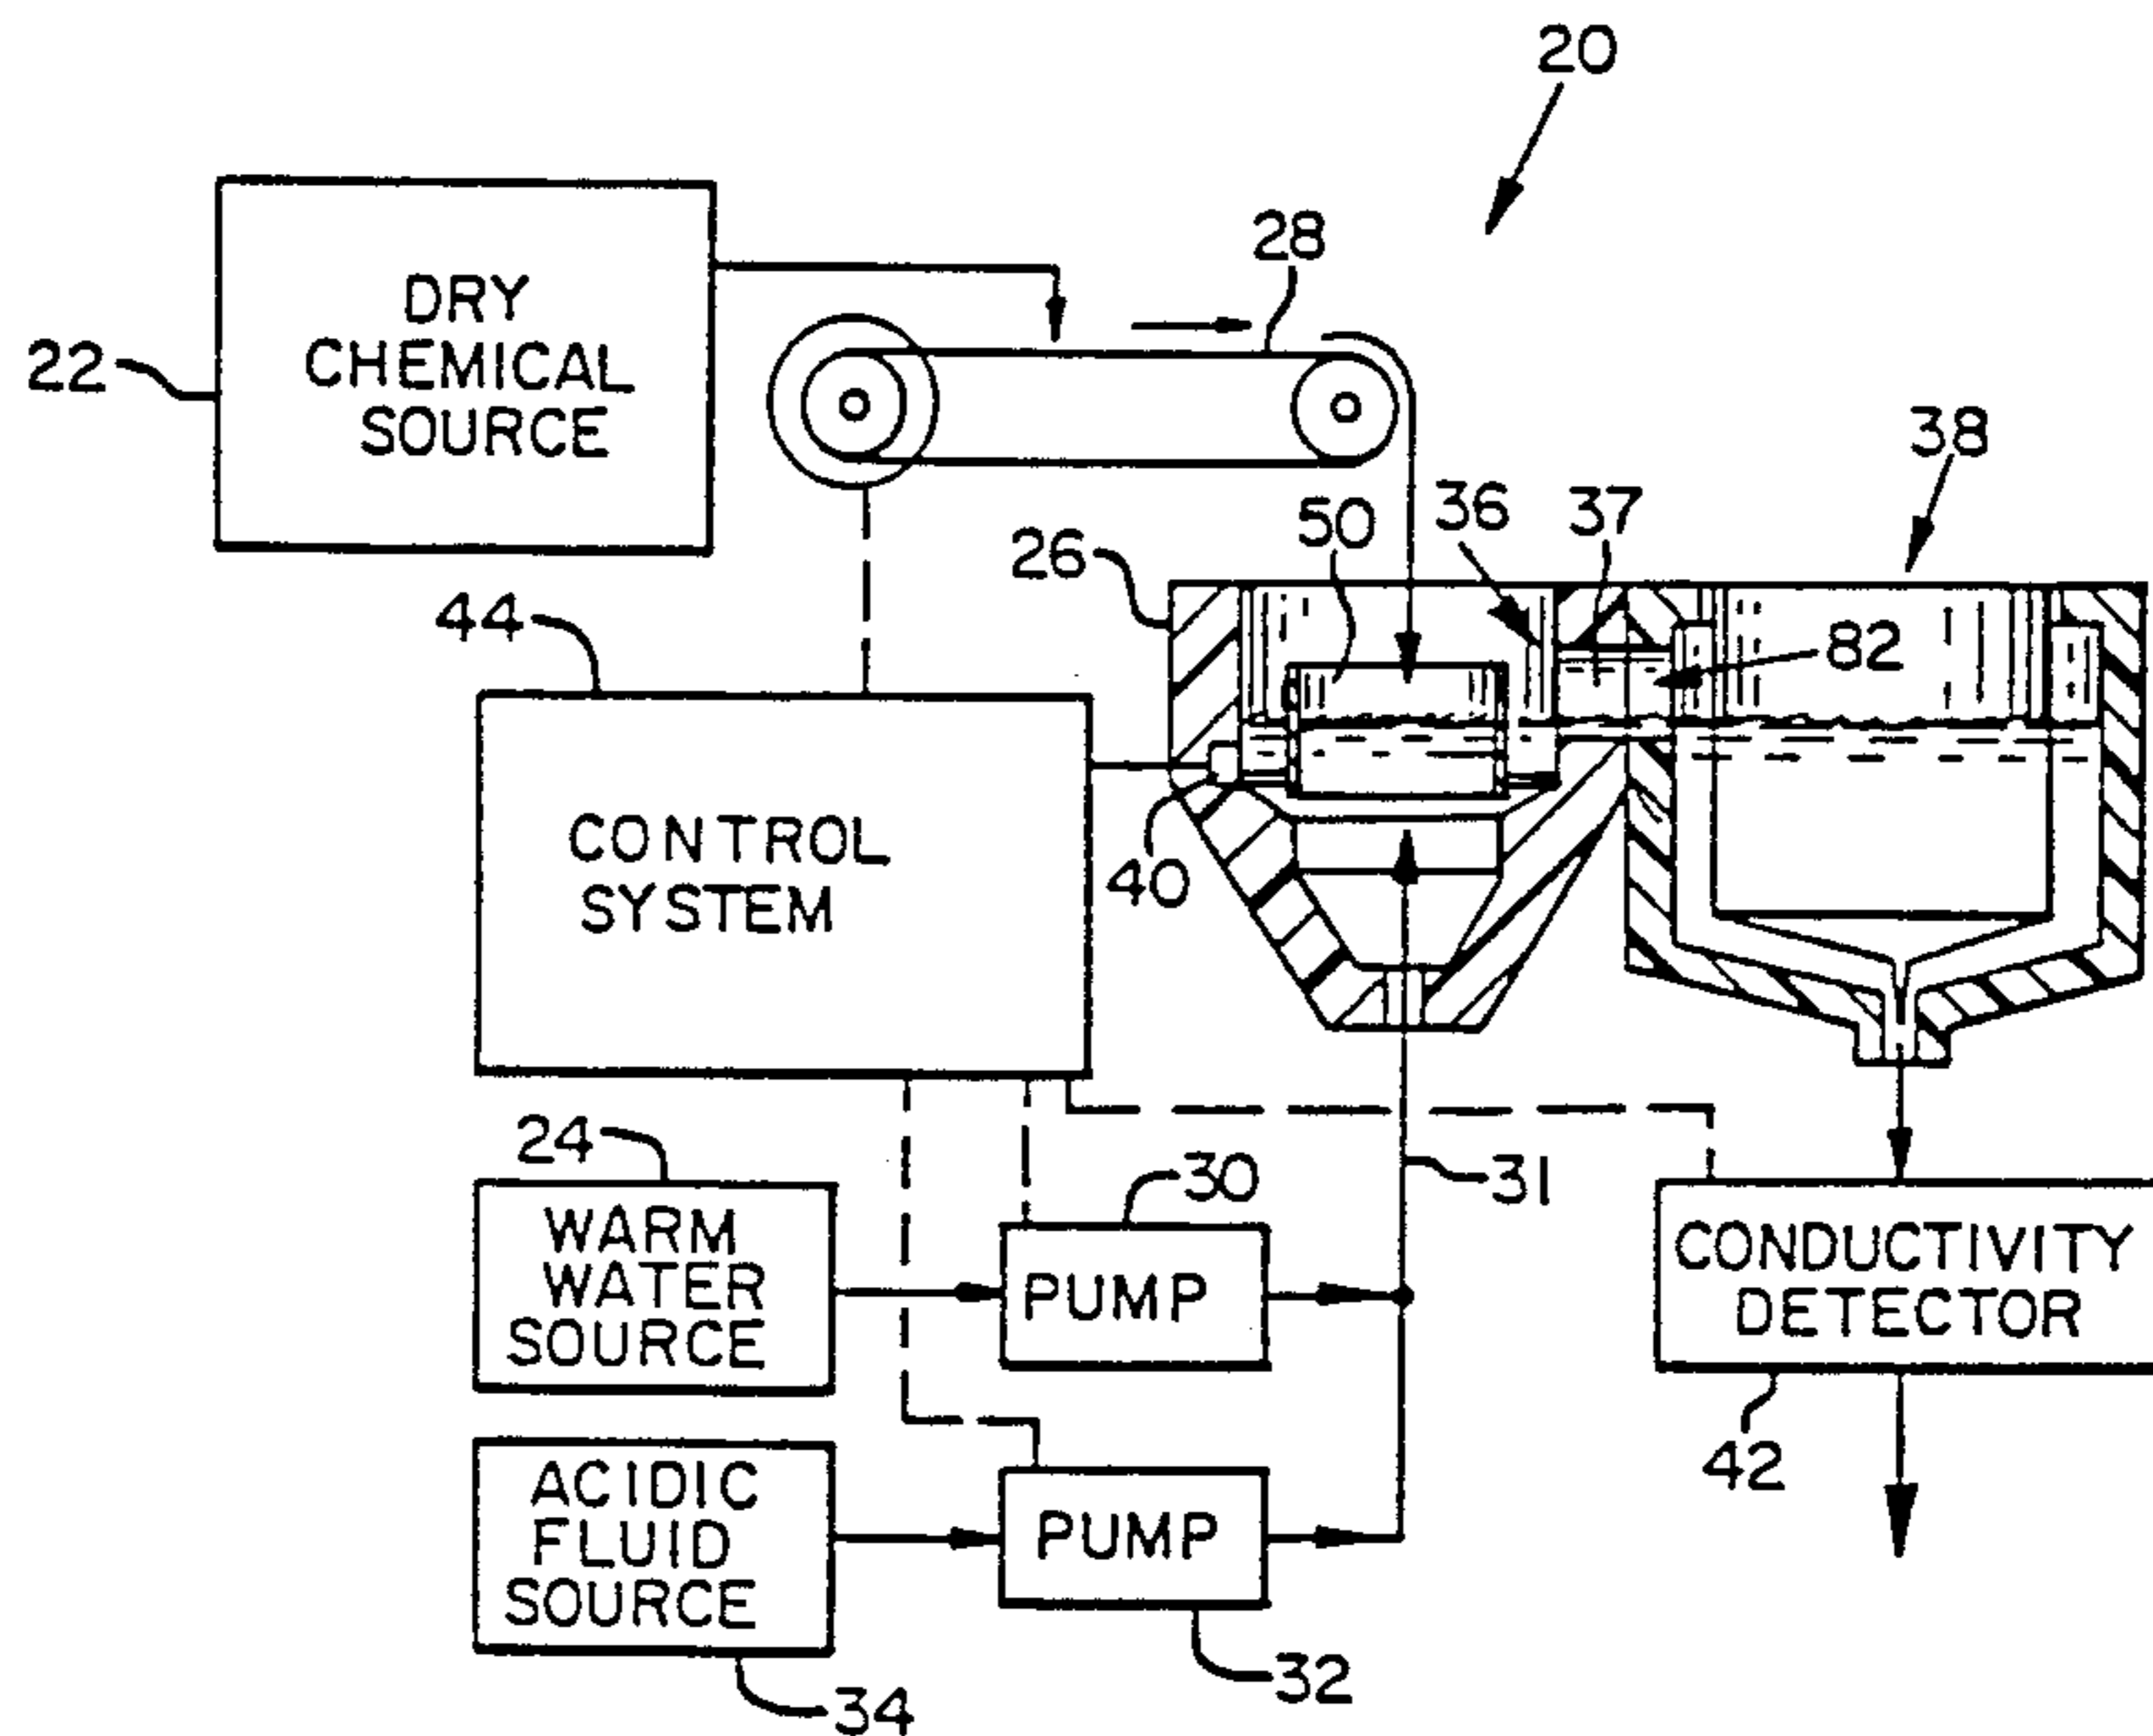 20
28
DRY
CHEMICAL
SOURCE
22
38
36
37
50
26
44
82
CONTROL
SYSTEM
40
24
30
31
WARM
WATER
SOURCE
PUMP
CONDUCTIVITY
DETECTOR
42
ACIDIC
FLUID
SOURCE
PUMP
32
34